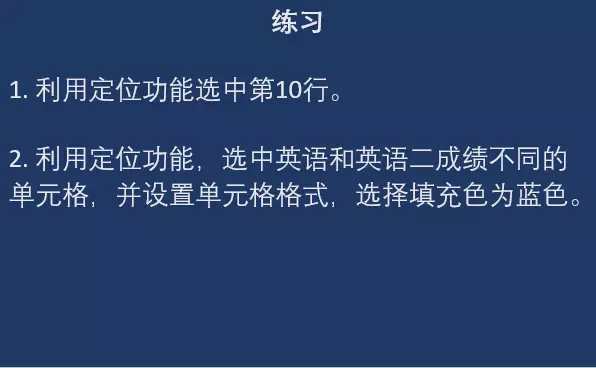 练习
1. 利用定位功能选中第10行。
2. 利用定位功能，选中英语和英语二成绩不同的
单元格，并设置单元格格式，选择填充色为蓝色。